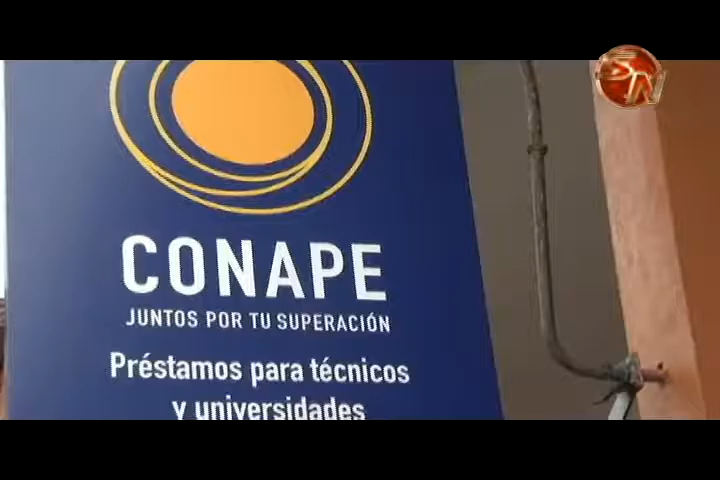 CONAPE
JUNTOS POR TU SUPERACIÓN
Préstamos para técnicos
y universidades